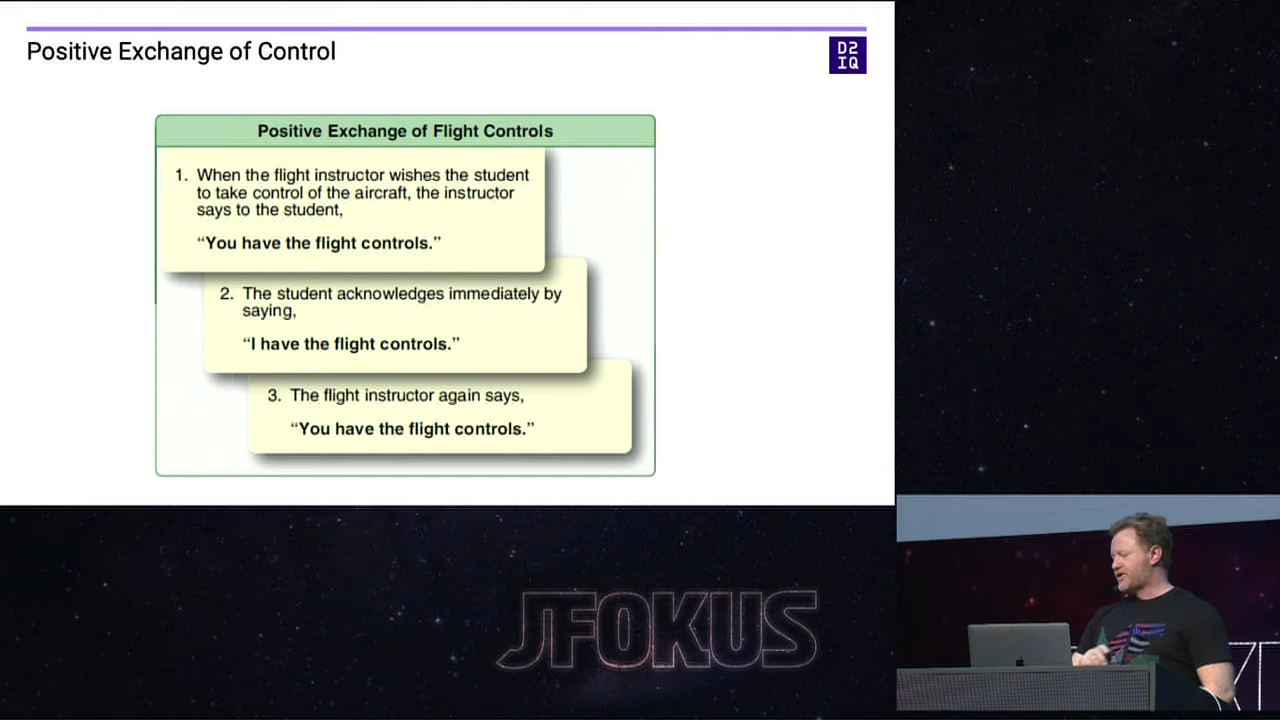 Positive Exchange of Control
D2
IQ
Positive Exchange of Flight Controls
1. When the flight instructor wishes the student
to take control of the aircraft, the instructor
says to the student,
“You have the flight controls.”
2. The student acknowledges immediately by
saying,
“I have the flight controls.”
3. The flight instructor again says,
“You have the flight controls.”
JFOKUS